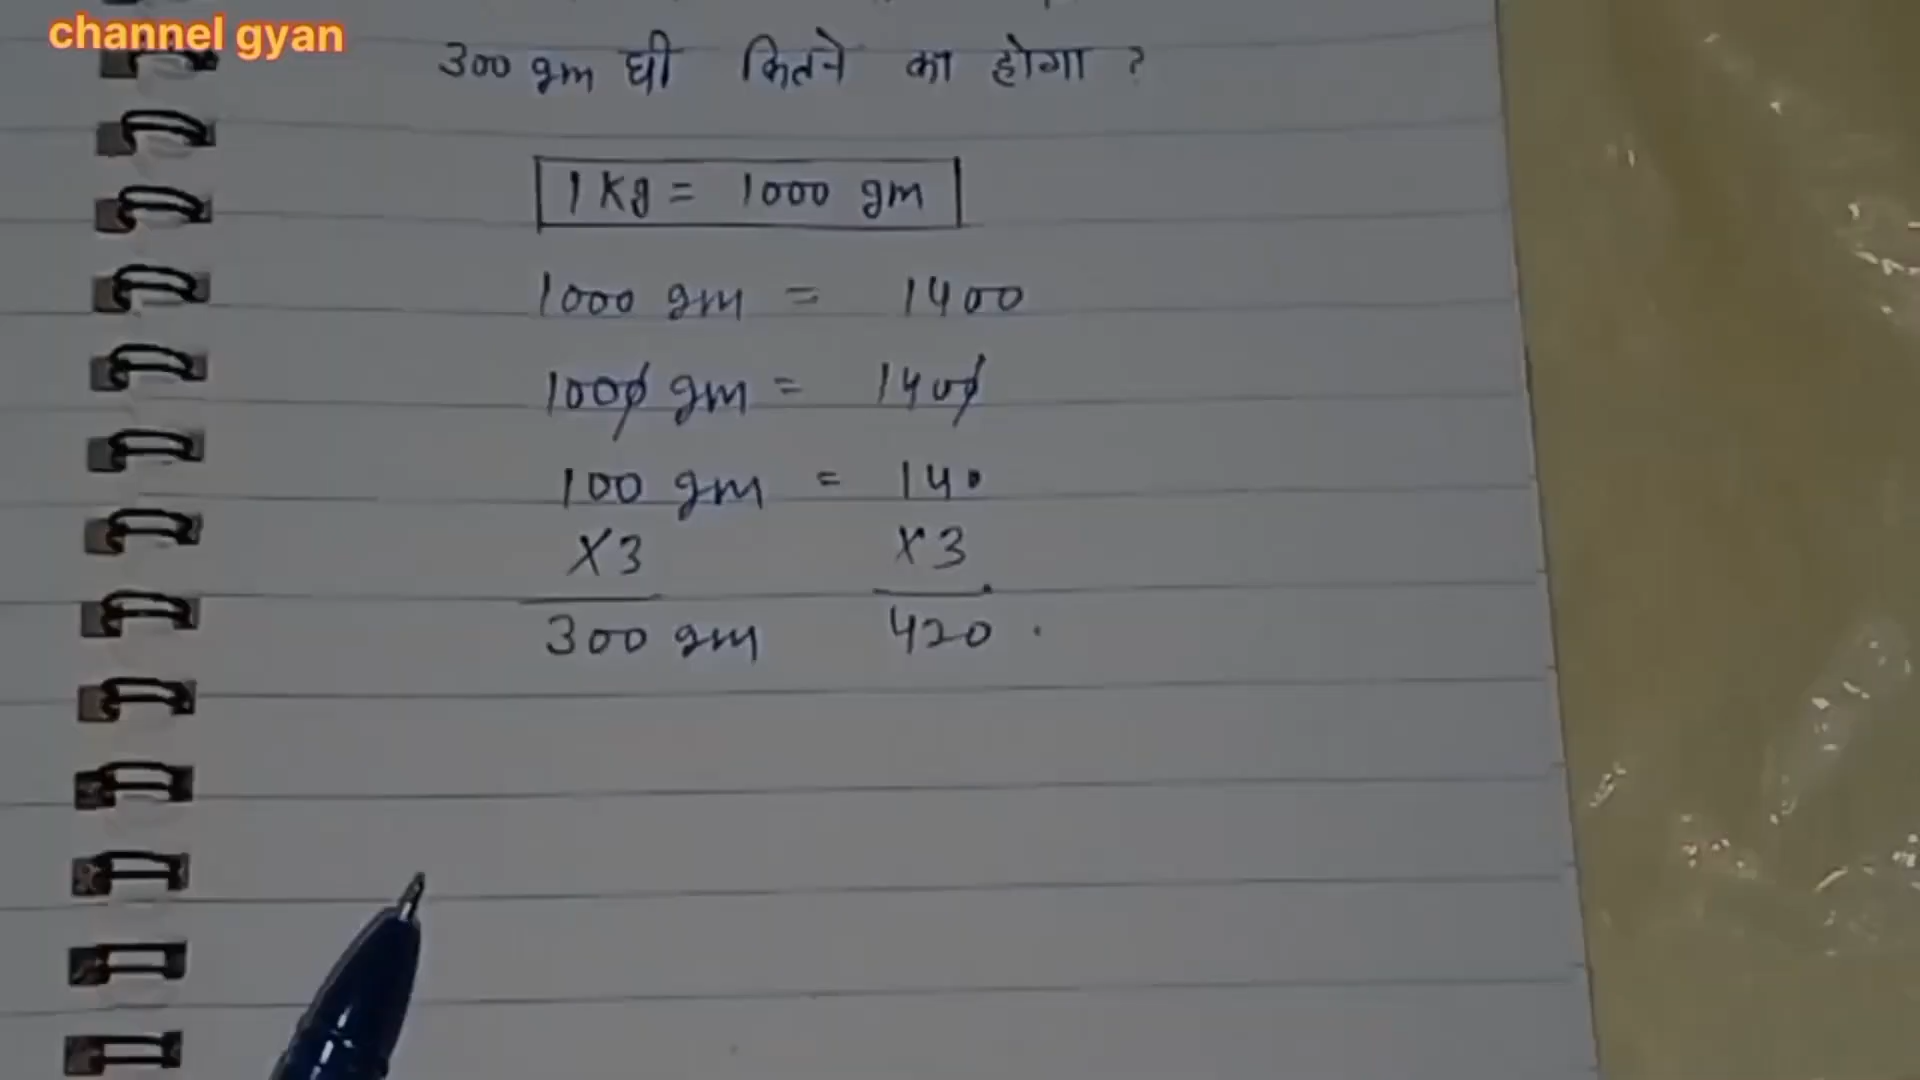 channel gyan
300 gm घी कितने का होगा ?
1 Kg = 1000 gm
1000 gm = 1400
1000 gm = 1400
100 gm = 140
X3 X3
300 gm 420